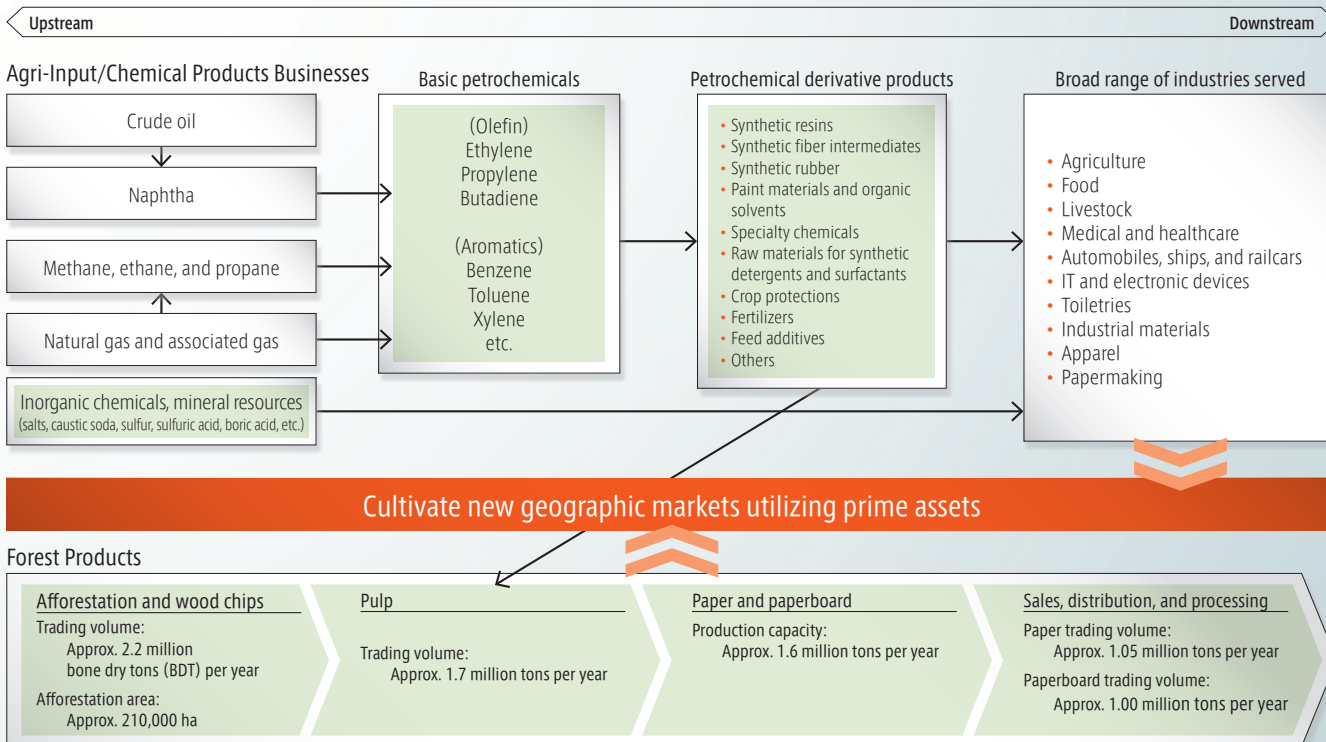 Upstream
Downstream
Agri-Input/Chemical Products Businesses
Crude oil
Naphtha
Methane, ethane, and propane
Natural gas and associated gas
Inorganic chemicals, mineral resources
(salts, caustic soda, sulfur, sulfuric acid, boric acid, etc.)
Basic petrochemicals
(Olefin)
Ethylene
Propylene
Butadiene
(Aromatics)
Benzene
Toluene
Xylene
etc.
Petrochemical derivative products
• Synthetic resins
• Synthetic fiber intermediates
• Synthetic rubber
• Paint materials and organic
solvents
• Specialty chemicals
• Raw materials for synthetic
detergents and surfactants
• Crop protections
• Fertilizers
• Feed additives
• Others
Broad range of industries served
• Agriculture
• Food
• Livestock
• Medical and healthcare
• Automobiles, ships, and railcars
• IT and electronic devices
• Toiletries
• Industrial materials
• Apparel
• Papermaking
Cultivate new geographic markets utilizing prime assets
Forest Products
Afforestation and wood chips
Trading volume:
Approx. 2.2 million
bone dry tons (BDT) per year
Afforestation area:
Approx. 210,000 ha
Pulp
Trading volume:
Approx. 1.7 million tons per year
Paper and paperboard
Production capacity:
Approx. 1.6 million tons per year
Sales, distribution, and processing
Paper trading volume:
Approx. 1.05 million tons per year
Paperboard trading volume:
Approx. 1.00 million tons per year